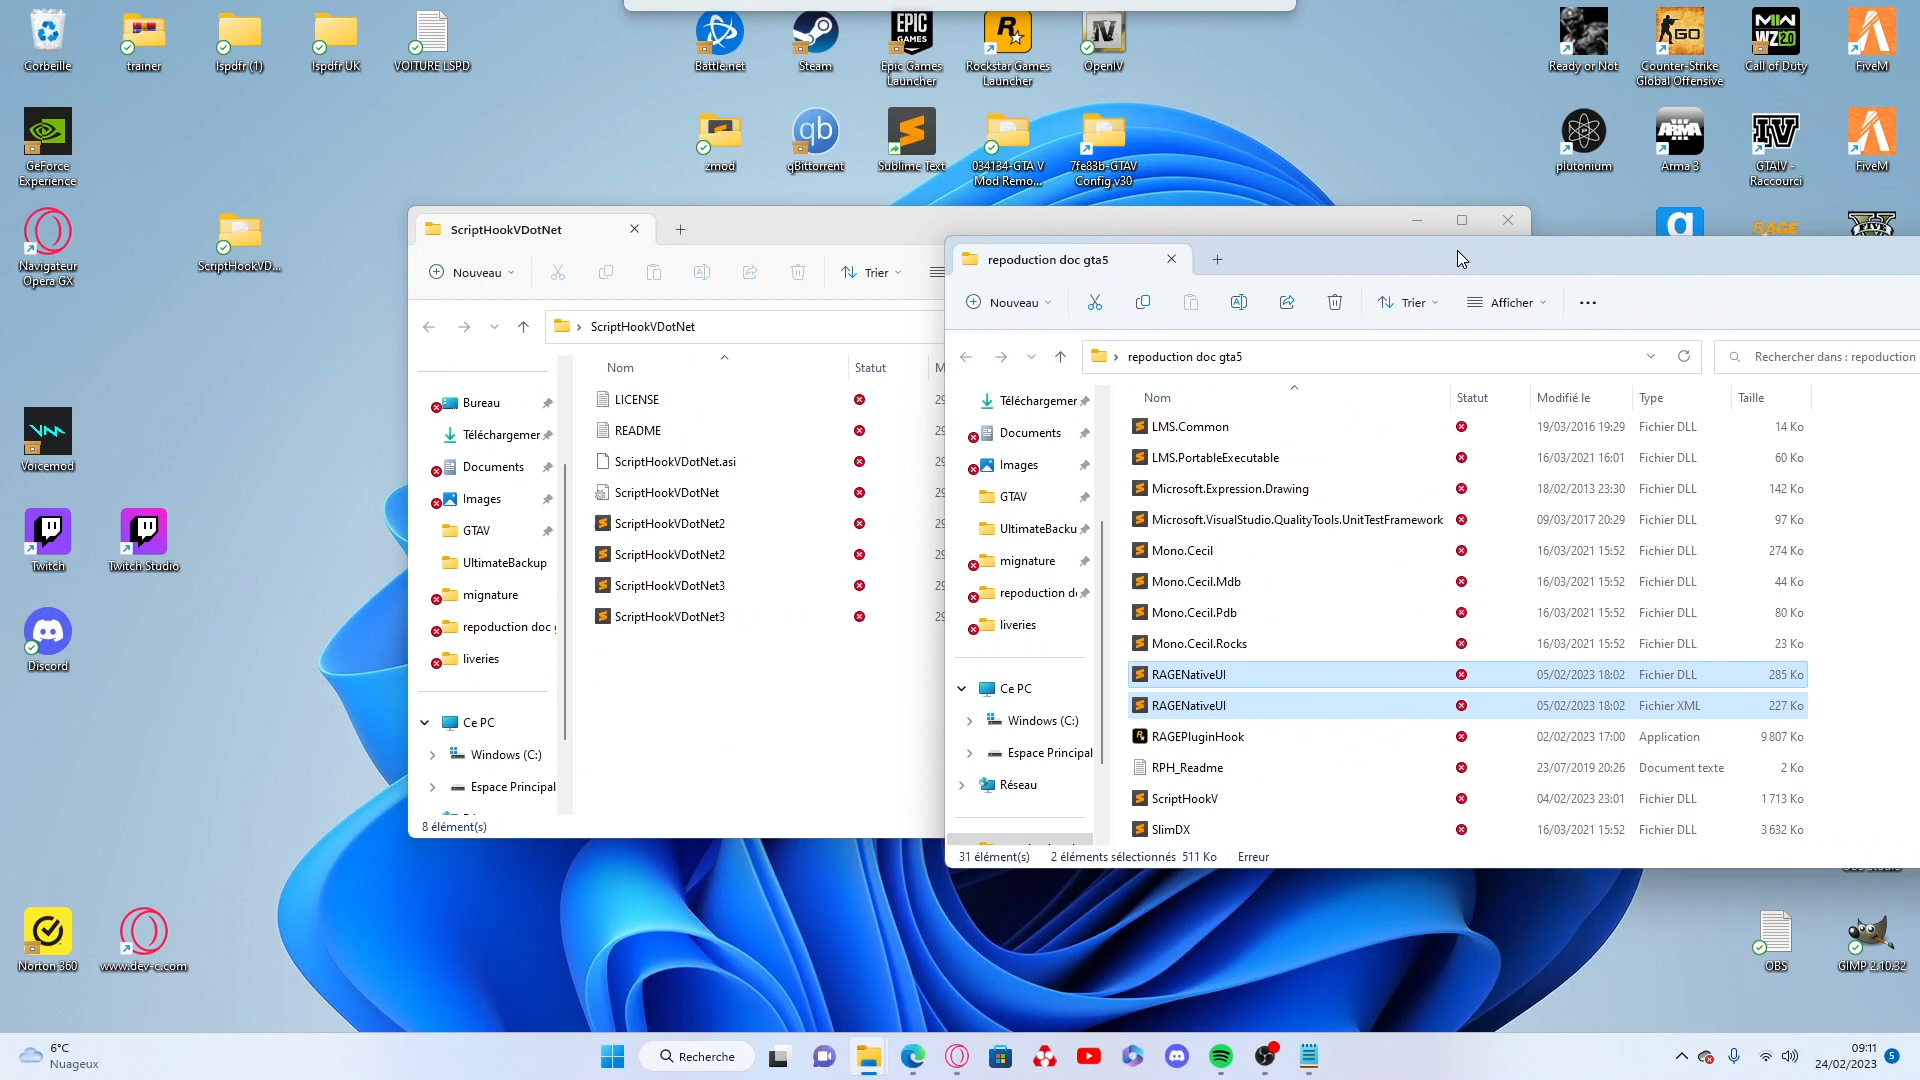 Corbeille
trainer
lspdfr (1)
lspdfr UK
VOITURE LSPD
Battle.net
Steam
Epic Games
Launcher
Rockstar Games
Launcher
OpenIV
Ready or Not
Counter-Strike
Global Offensive
Call of Duty
FiveM
GeForce
Experience
zmod
qBittorrent
Sublime Text
034134-GTA V
Mod Remo...
7fe83b-GTAV
Config v30
plutonium
Arma 3
GTAIV -
Raccourci
FiveM
Navigateur
Opera GX
ScriptHookVD...
Voicemod
Twitch
Twitch Studio
Discord
Norton 360
www.dev-c.com
OBS
GIMP 2.10.32
ScriptHookVDotNet
Nouveau
Trier
ScriptHookVDotNet
Nom
Statut
Bureau
Téléchargemer
Documents
Images
GTAV
UltimateBackup
mignature
repoduction doc
liveries
Ce PC
Windows (C:)
Espace Principal
LICENSE
README
ScriptHookVDotNet.asi
ScriptHookVDotNet
ScriptHookVDotNet2
ScriptHookVDotNet2
ScriptHookVDotNet3
ScriptHookVDotNet3
8 élément(s)
repoduction doc gta5
Nouveau
Trier
Afficher
repoduction doc gta5
Rechercher dans : repoduction
Nom
Statut
Modifié le
Type
Taille
Téléchargemer
Documents
Images
GTAV
UltimateBacku
mignature
repoduction d
liveries
Ce PC
Windows (C:)
Espace Principal
Réseau
LMS.Common 19/03/2016 19:29 Fichier DLL 14 Ko
LMS.PortableExecutable 16/03/2021 16:01 Fichier DLL 60 Ko
Microsoft.Expression.Drawing 18/02/2013 23:30 Fichier DLL 142 Ko
Microsoft.VisualStudio.QualityTools.UnitTestFramework 09/03/2017 20:29 Fichier DLL 97 Ko
Mono.Cecil 16/03/2021 15:52 Fichier DLL 274 Ko
Mono.Cecil.Mdb 16/03/2021 15:52 Fichier DLL 44 Ko
Mono.Cecil.Pdb 16/03/2021 15:52 Fichier DLL 80 Ko
Mono.Cecil.Rocks 16/03/2021 15:52 Fichier DLL 23 Ko
RAGENativeUI 05/02/2023 18:02 Fichier DLL 285 Ko
RAGENativeUI 05/02/2023 18:02 Fichier XML 227 Ko
RAGEPluginHook 02/02/2023 17:00 Application 9 807 Ko
RPH_Readme 23/07/2019 20:26 Document texte 2 Ko
ScriptHookV 04/02/2023 23:01 Fichier DLL 1 713 Ko
SlimDX 16/03/2021 15:52 Fichier DLL 3 632 Ko
31 élément(s) 2 éléments sélectionnés 511 Ko Erreur
6°C
Nuageux
Recherche
09:11
24/02/2023
5